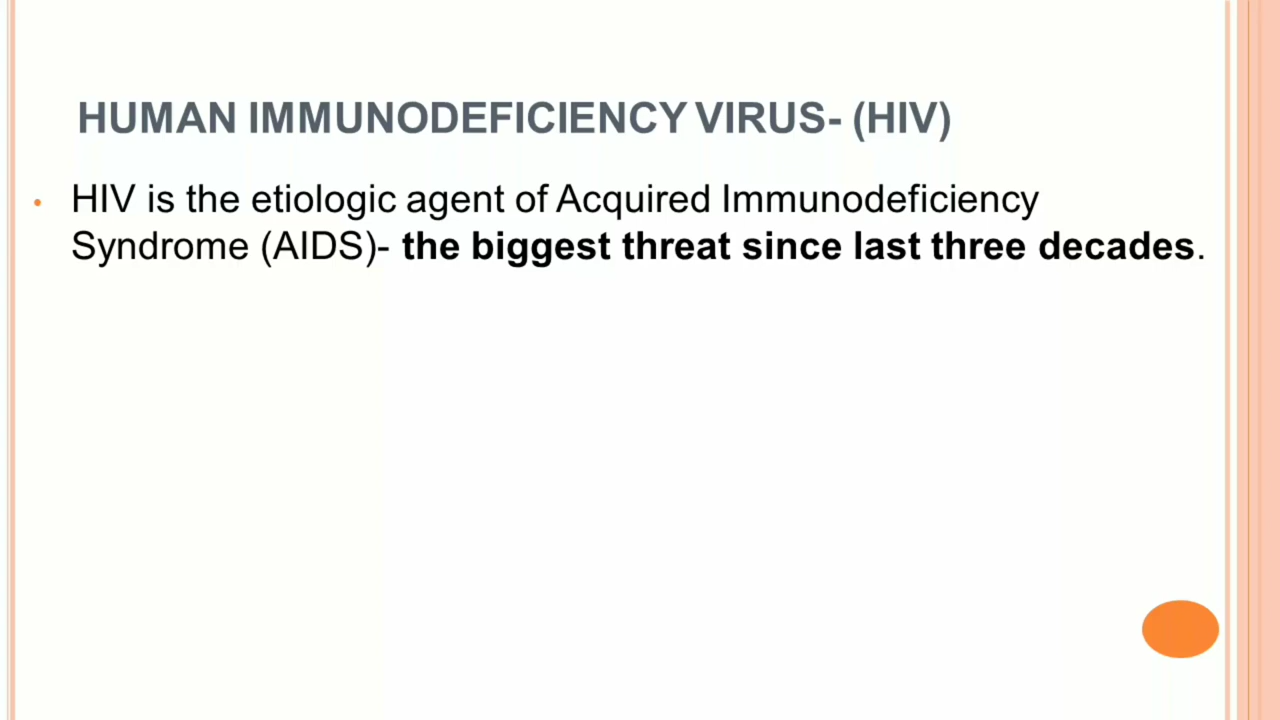 HUMAN IMMUNODEFICIENCY VIRUS- (HIV)
• HIV is the etiologic agent of Acquired Immunodeficiency
Syndrome (AIDS)- the biggest threat since last three decades.